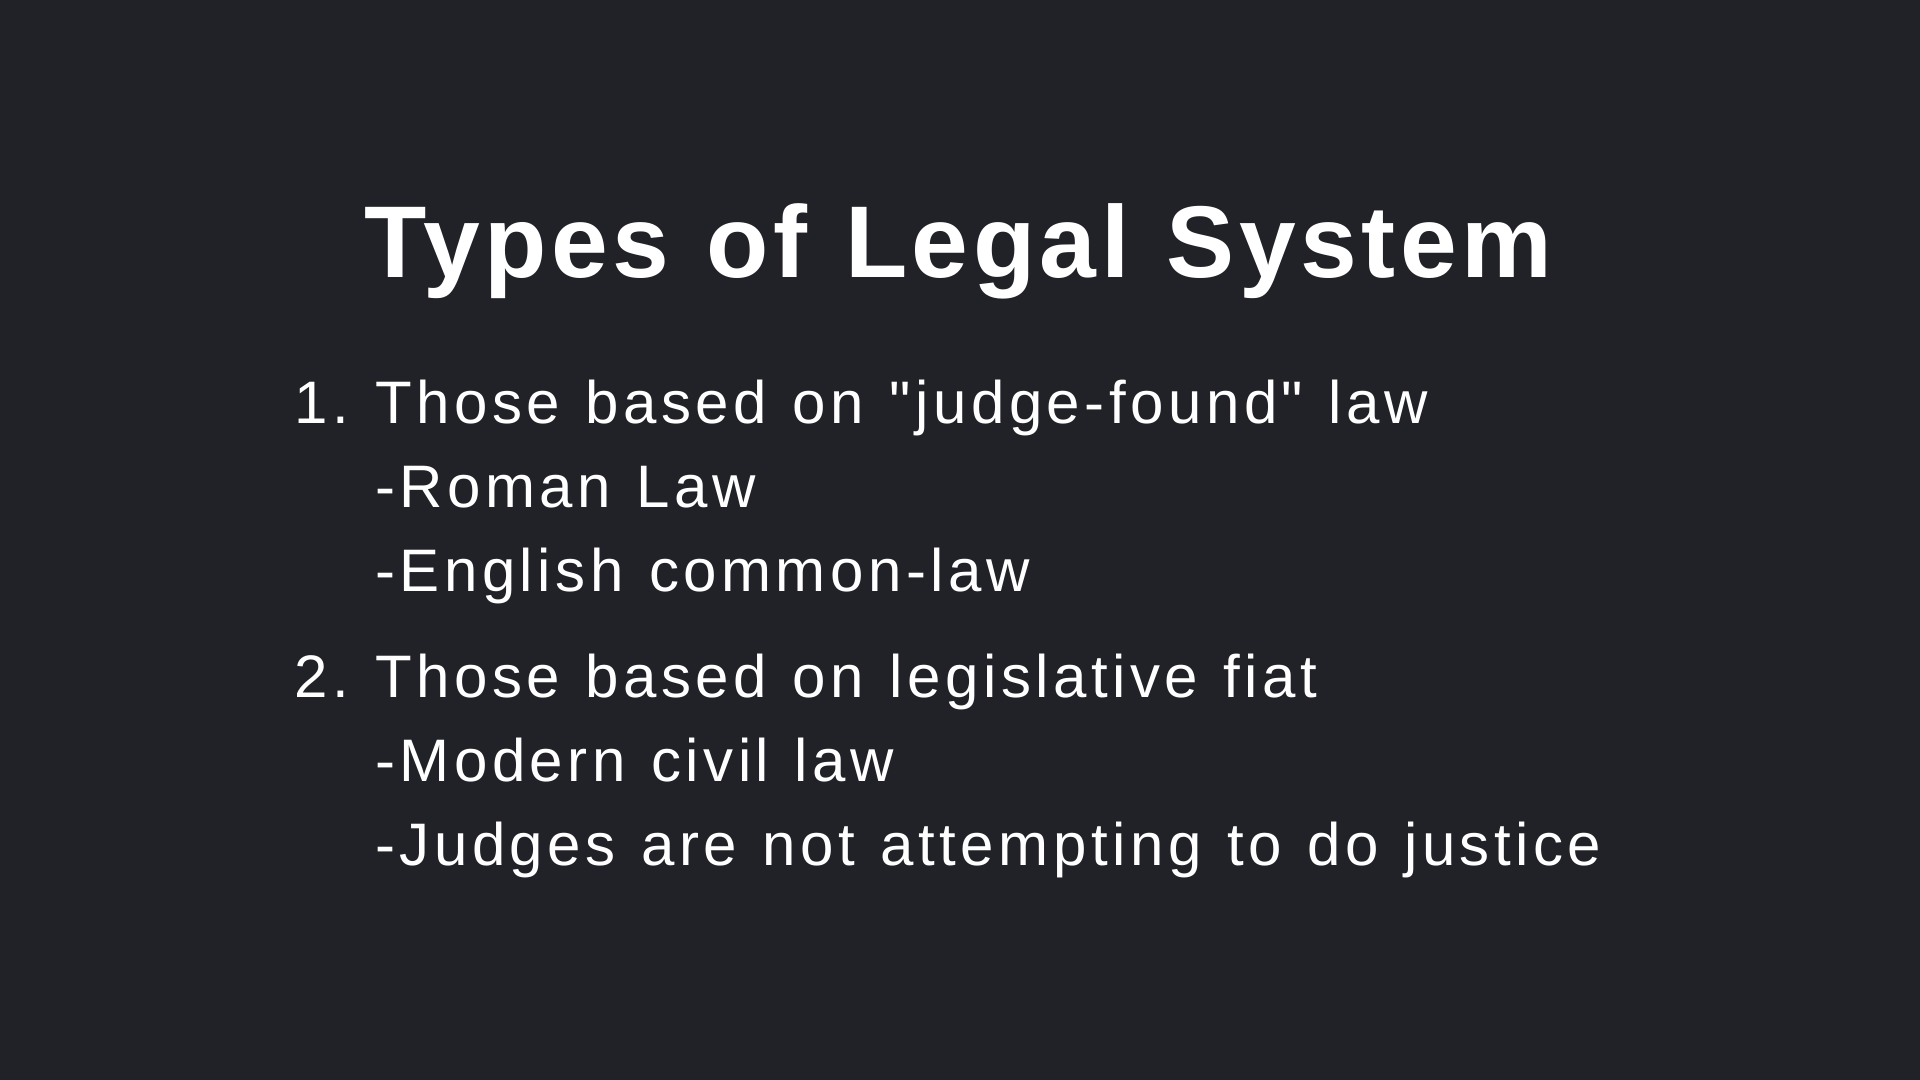 Types of Legal System
1. Those based on "judge-found" law
-Roman Law
-English common-law
2. Those based on legislative fiat
-Modern civil law
-Judges are not attempting to do justice